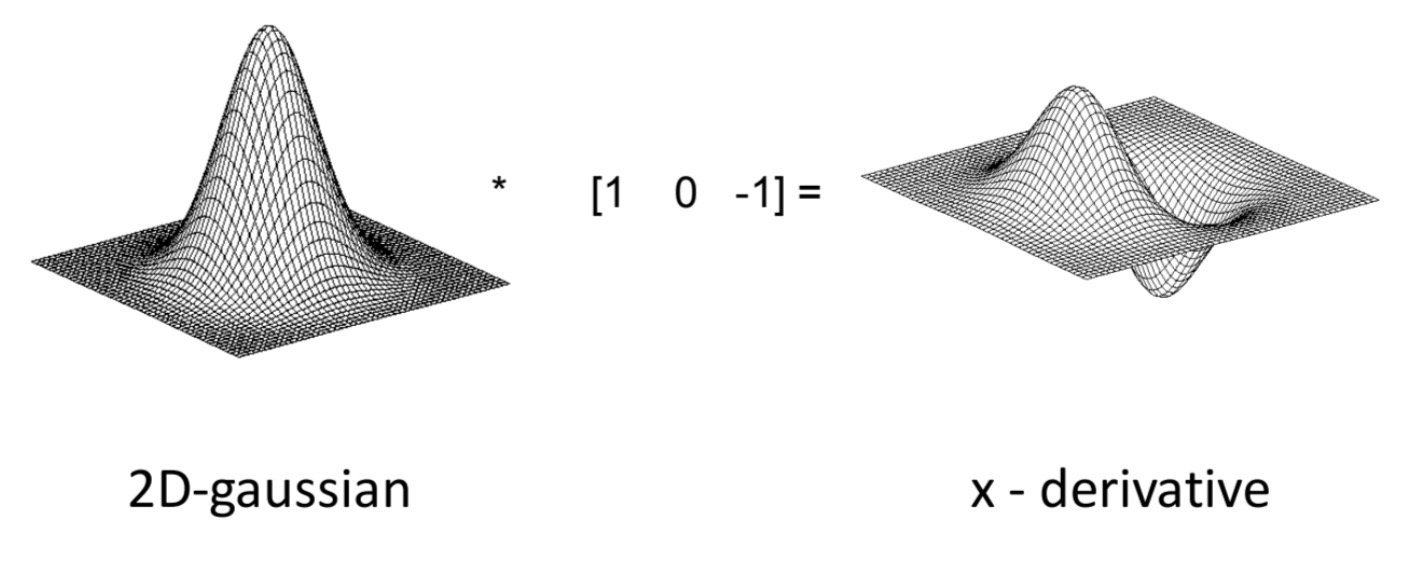 * [1 0 -1] =
2D-gaussian
x - derivative